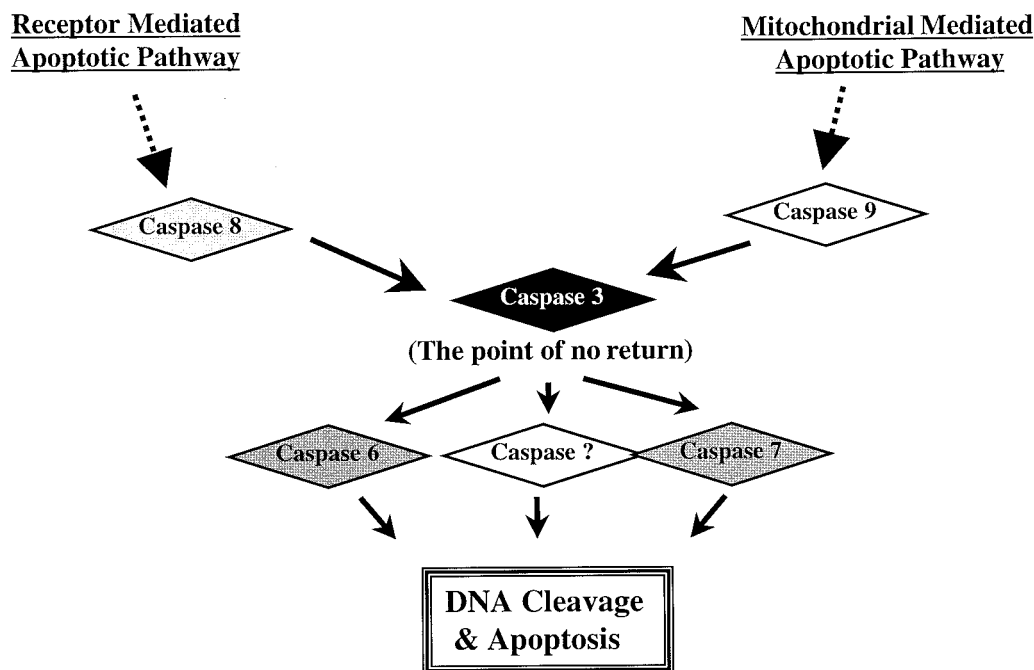 Receptor Mediated
Apoptotic Pathway
Mitochondrial Mediated
Apoptotic Pathway
Caspase 8
Caspase 9
Caspase 3
(The point of no return)
Caspase 6
Caspase ?
Caspase 7
DNA Cleavage
& Apoptosis